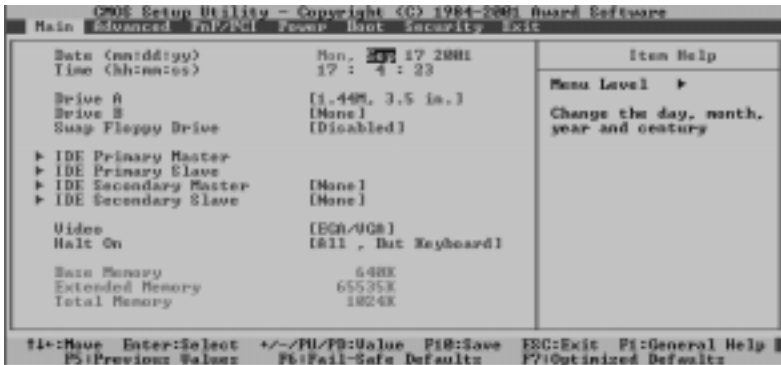 CMOS Setup Utility - Copyright (C) 1984-2001 Award Software
Main Advanced PnP/PCI Power Boot Security Exit
Date (mm:dd:yy) Mon, Sep 17 2001
Time (hh:mm:ss) 17 : 4 : 23
Drive A [1.44M, 3.5 in.]
Drive B [None]
Swap Floppy Drive [Disabled]
▶ IDE Primary Master
▶ IDE Primary Slave
▶ IDE Secondary Master [None]
▶ IDE Secondary Slave [None]
Video [EGA/VGA]
Halt On [All , But Keyboard]
Base Memory 640K
Extended Memory 65535K
Total Memory 1024K
Item Help
Menu Level ▶
Change the day, month,
year and century
↑↓←:Move Enter:Select +/-/PU/PD:Value F10:Save ESC:Exit F1:General Help
F5:Previous Values F6:Fail-Safe Defaults F7:Optimized Defaults